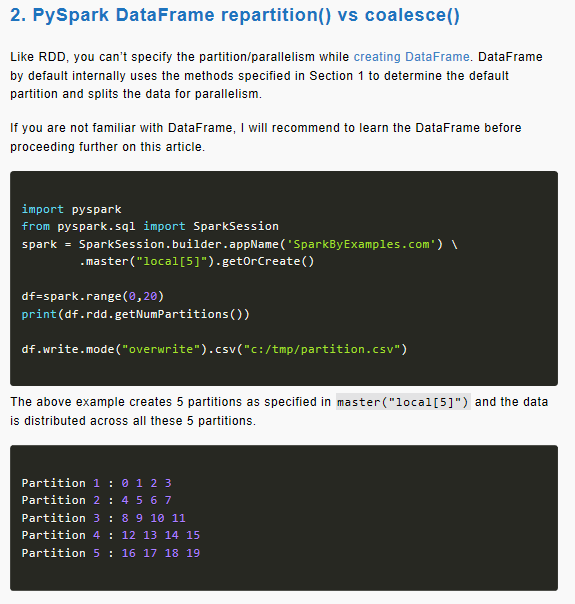 2. PySpark DataFrame repartition() vs coalesce()
Like RDD, you can't specify the partition/parallelism while creating DataFrame. DataFrame
by default internally uses the methods specified in Section 1 to determine the default
partition and splits the data for parallelism.
If you are not familiar with DataFrame, I will recommend to learn the DataFrame before
proceeding further on this article.
import pyspark
from pyspark.sql import SparkSession
spark = SparkSession.builder.appName('SparkByExamples.com') \
        .master("local[5]").getOrCreate()
df=spark.range(0,20)
print(df.rdd.getNumPartitions())
df.write.mode("overwrite").csv("c:/tmp/partition.csv")
The above example creates 5 partitions as specified in master("local[5]") and the data
is distributed across all these 5 partitions.
Partition 1 : 0 1 2 3
Partition 2 : 4 5 6 7
Partition 3 : 8 9 10 11
Partition 4 : 12 13 14 15
Partition 5 : 16 17 18 19